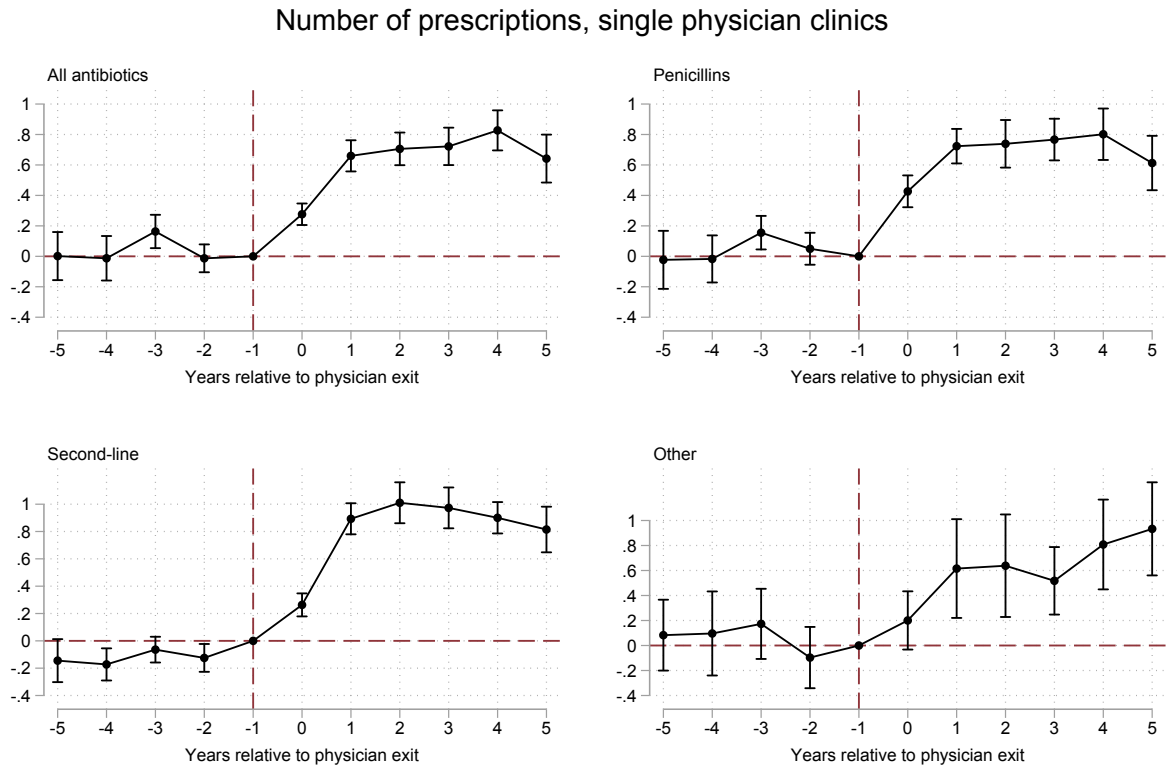 Number of prescriptions, single physician clinics
All antibiotics
1
.8
.6
.4
.2
0
-.2
-.4
-5 -4 -3 -2 -1 0 1 2 3 4 5
Years relative to physician exit
Penicillins
1
.8
.6
.4
.2
0
-.2
-.4
-5 -4 -3 -2 -1 0 1 2 3 4 5
Years relative to physician exit
Second-line
1
.8
.6
.4
.2
0
-.2
-.4
-5 -4 -3 -2 -1 0 1 2 3 4 5
Years relative to physician exit
Other
1
.8
.6
.4
.2
0
-.2
-.4
-5 -4 -3 -2 -1 0 1 2 3 4 5
Years relative to physician exit